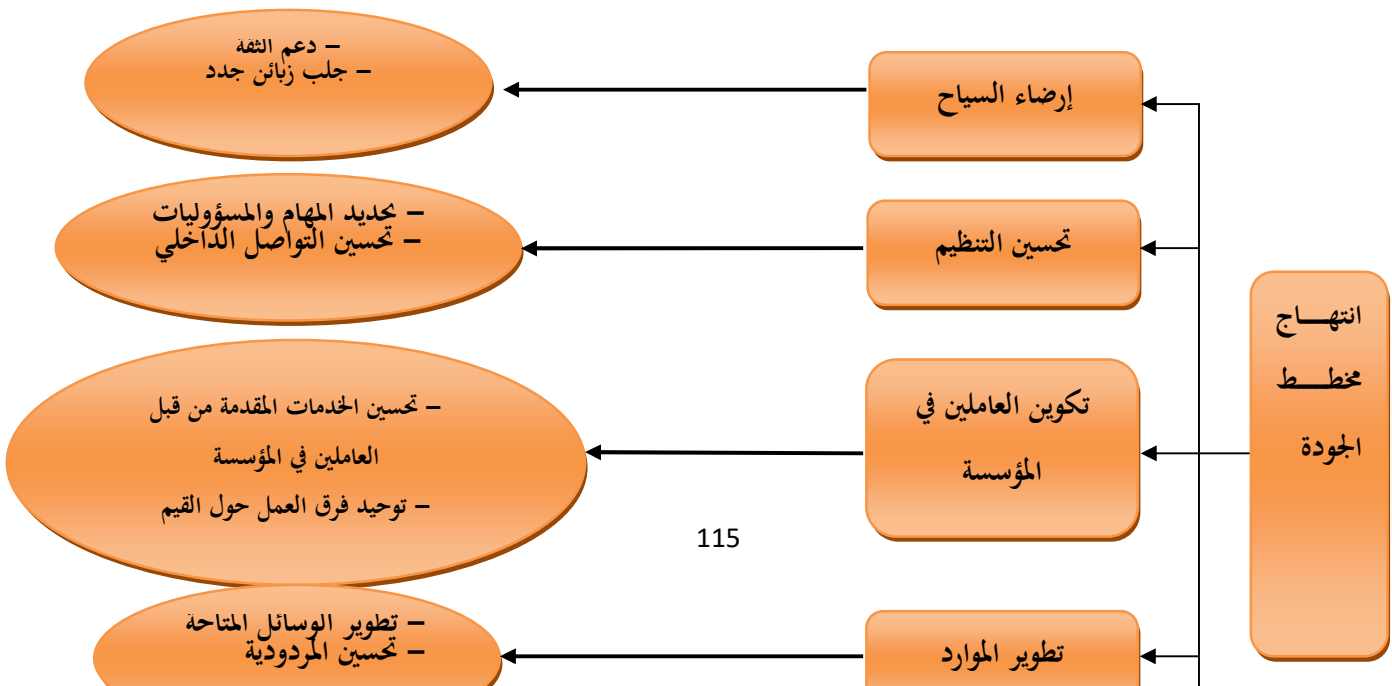 انتهـــاج
مخطـــط
الجودة
إرضاء السياح
– دعم الثقة
– جلب زبائن جدد
تحسين التنظيم
– تحديد المهام والمسؤوليات
– تحسين التواصل الداخلي
تكوين العاملين في
المؤسسة
– تحسين الخدمات المقدمة من قبل
العاملين في المؤسسة
– توحيد فرق العمل حول القيم
115
تطوير الموارد
– تطوير الوسائل المتاحة
– تحسين المردودية